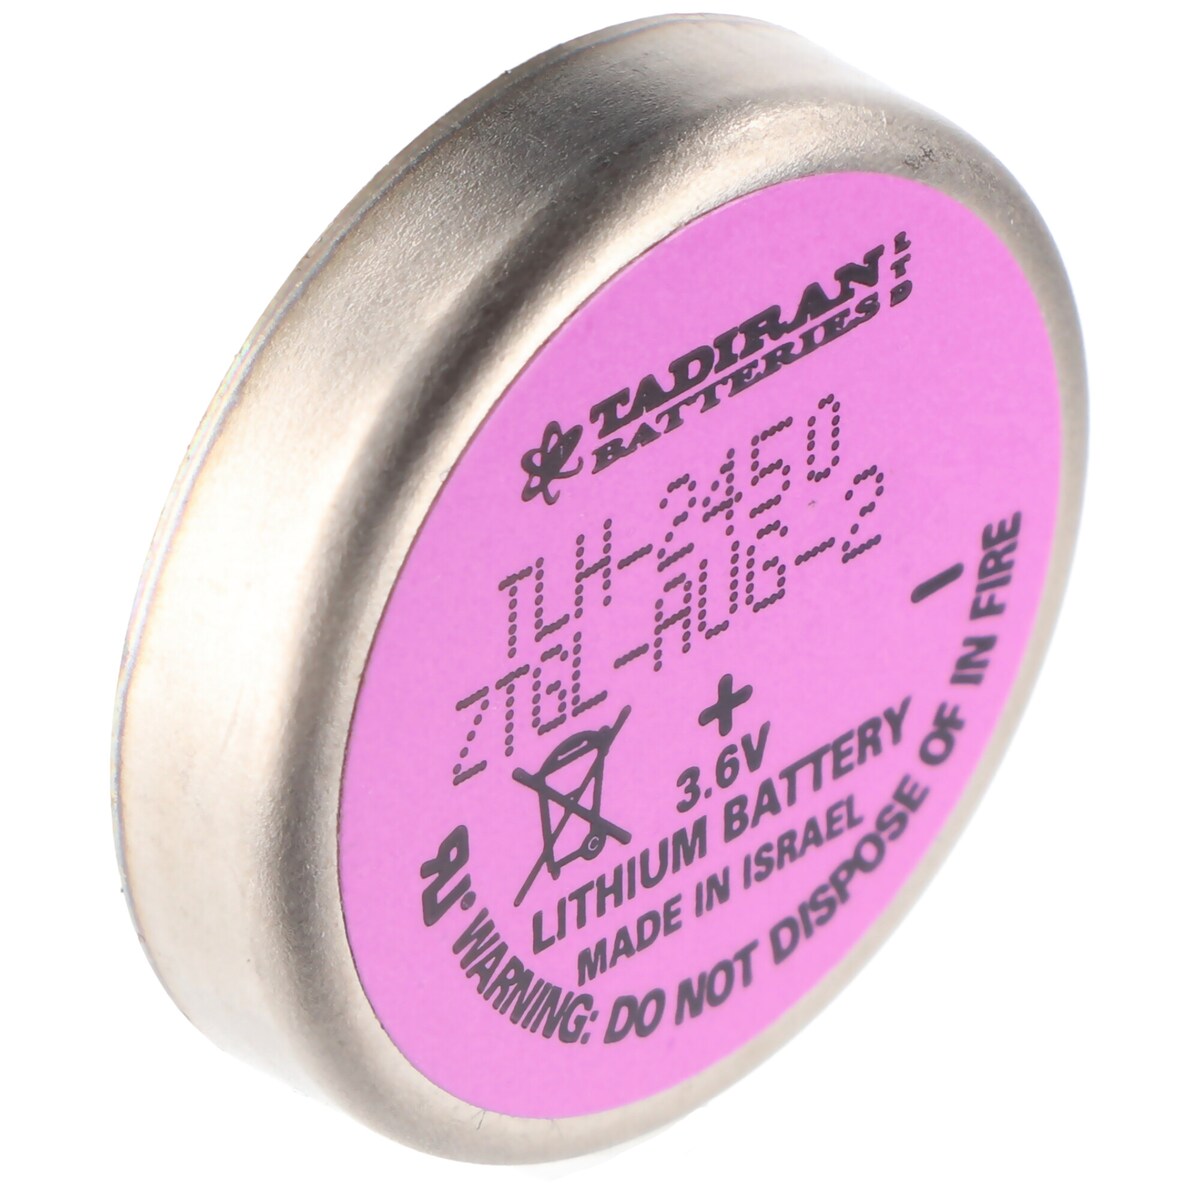 TADIRAN LTD
BATTERIES
TLH-2450
ZTGL-AUG-2
+
3.6V
LITHIUM BATTERY
MADE IN ISRAEL
WARNING: DO NOT DISPOSE OF IN FIRE